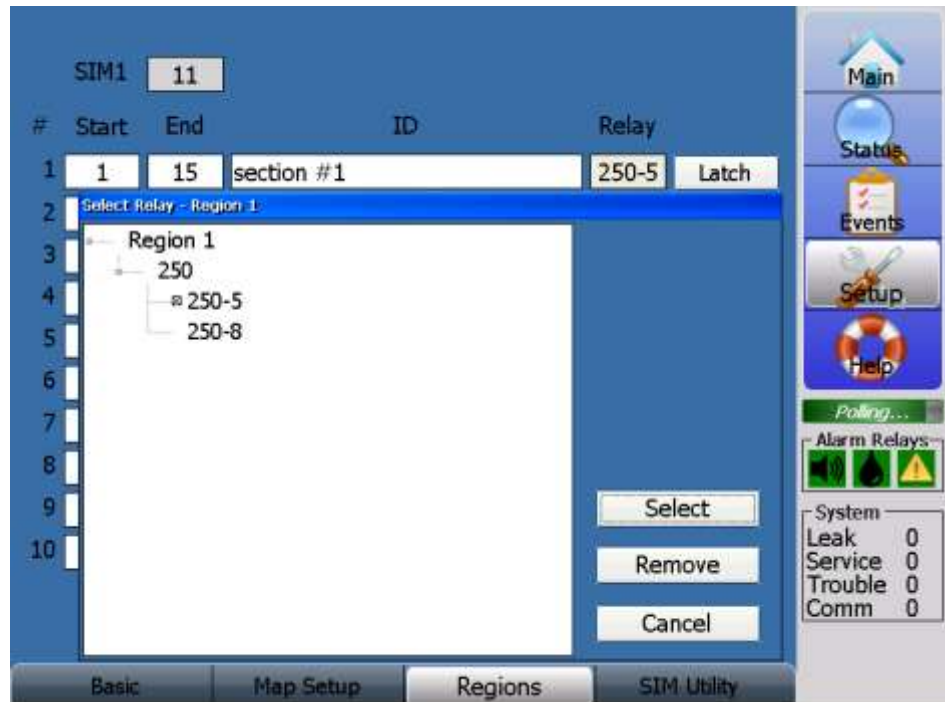 SIM1 11
# Start End ID Relay
1 1 15 section #1 250-5 Latch
2
Select Relay - Region 1
3
4
5
6
7
8
9
10
Region 1
250
250-5
250-8
Select
Remove
Cancel
Basic Map Setup Regions SIM Utility
Main
Status
Events
Setup
Help
Polling...
Alarm Relays
System
Leak 0
Service 0
Trouble 0
Comm 0